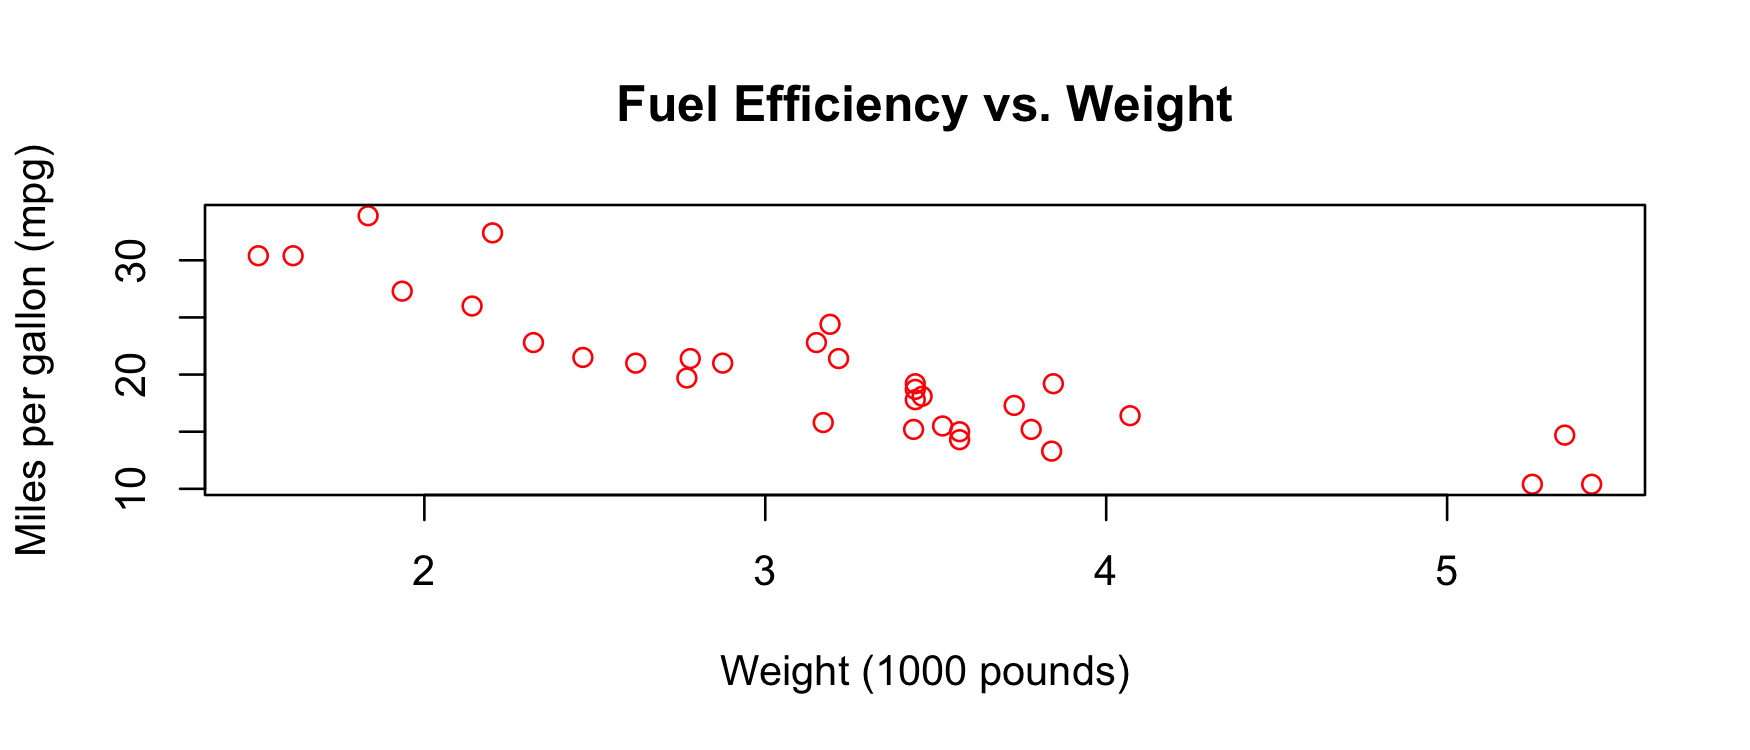 Fuel Efficiency vs. Weight
Miles per gallon (mpg)
30
20
10
2 3 4 5
Weight (1000 pounds)